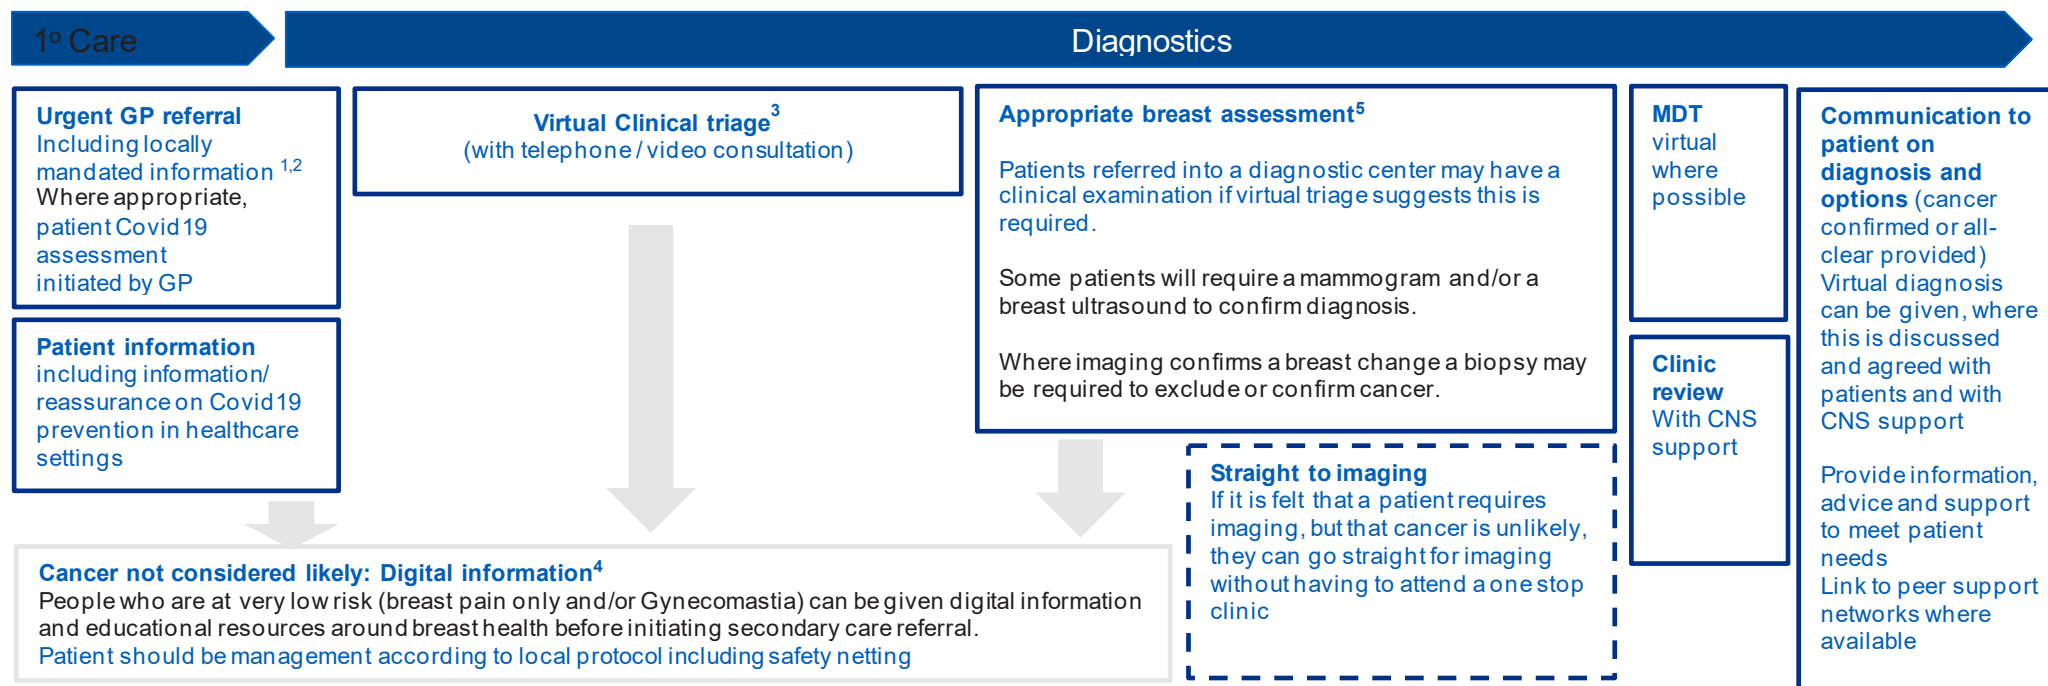 1º Care
Diagnostics
Urgent GP referral
Including locally
mandated information 1,2
Where appropriate,
patient Covid19
assessment
initiated by GP
Patient information
including information/
reassurance on Covid19
prevention in healthcare
settings
Virtual Clinical triage3
(with telephone / video consultation)
Appropriate breast assessment5
Patients referred into a diagnostic center may have a
clinical examination if virtual triage suggests this is
required.
Some patients will require a mammogram and/or a
breast ultrasound to confirm diagnosis.
Where imaging confirms a breast change a biopsy may
be required to exclude or confirm cancer.
Straight to imaging
If it is felt that a patient requires
imaging, but that cancer is unlikely,
they can go straight for imaging
without having to attend a one stop
clinic
MDT
virtual
where
possible
Clinic
review
With CNS
support
Communication to
patient on
diagnosis and
options (cancer
confirmed or all-
clear provided)
Virtual diagnosis
can be given, where
this is discussed
and agreed with
patients and with
CNS support
Provide information,
advice and support
to meet patient
needs
Link to peer support
networks where
available
Cancer not considered likely: Digital information4
People who are at very low risk (breast pain only and/or Gynecomastia) can be given digital information
and educational resources around breast health before initiating secondary care referral.
Patient should be management according to local protocol including safety netting